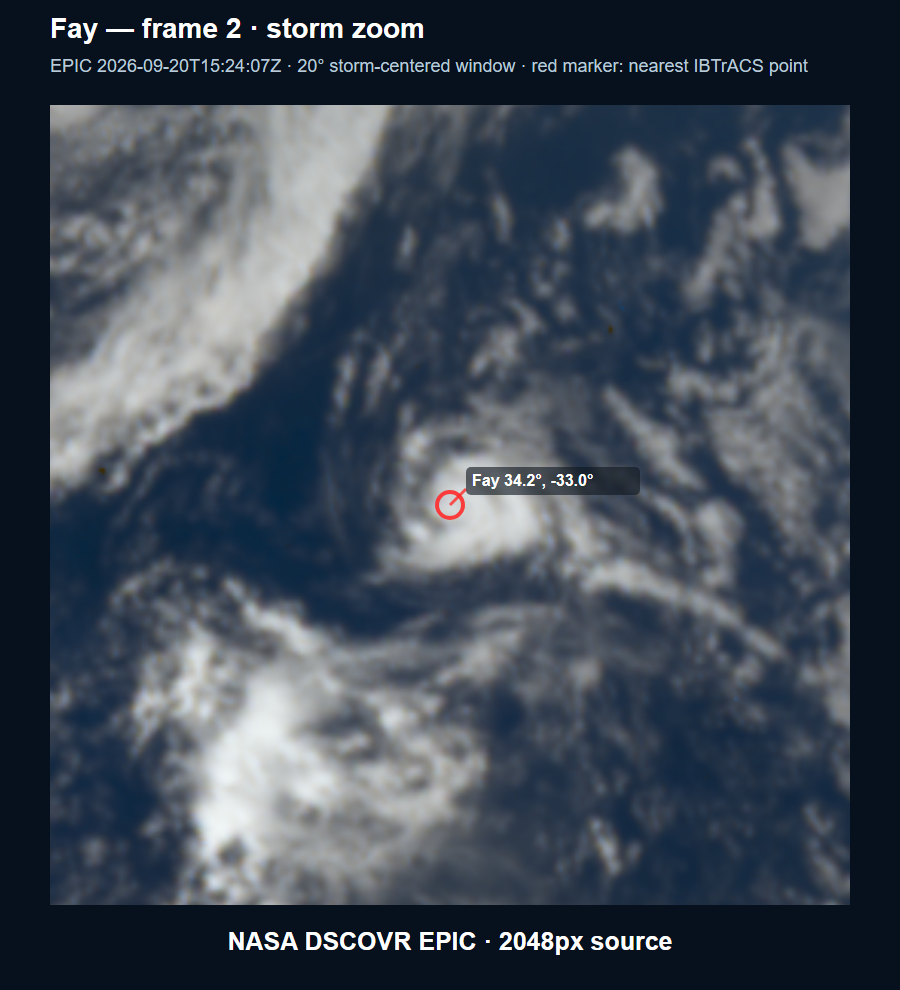 Fay — frame 2 · storm zoom
EPIC 2026-09-20T15:24:07Z · 20° storm-centered window · red marker: nearest IBTrACS point
Fay 34.2°, -33.0°
NASA DSCOVR EPIC · 2048px source